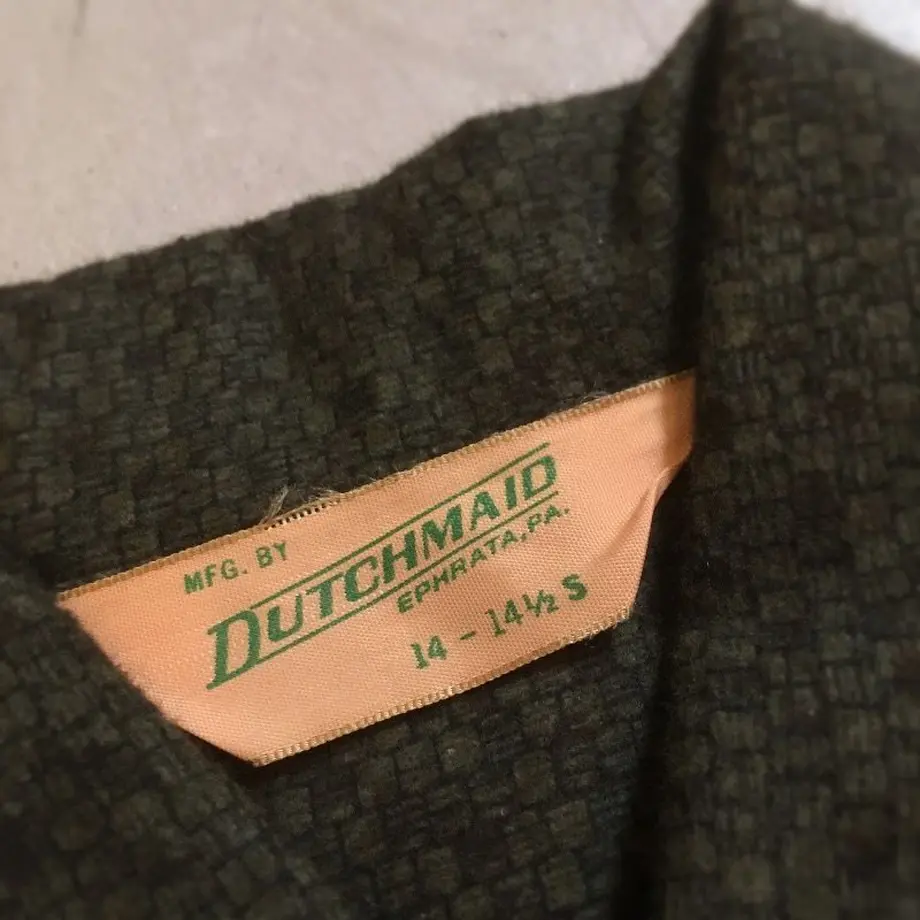 MFG. BY
DUTCHMAID
EPHRATA, PA.
14 - 14½ S